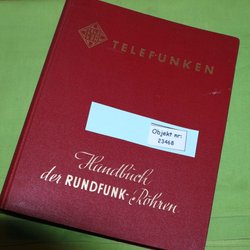 TELEFUNKEN
Objekt nr:
23468
Handbuch
der RUNDFUNK-Röhren